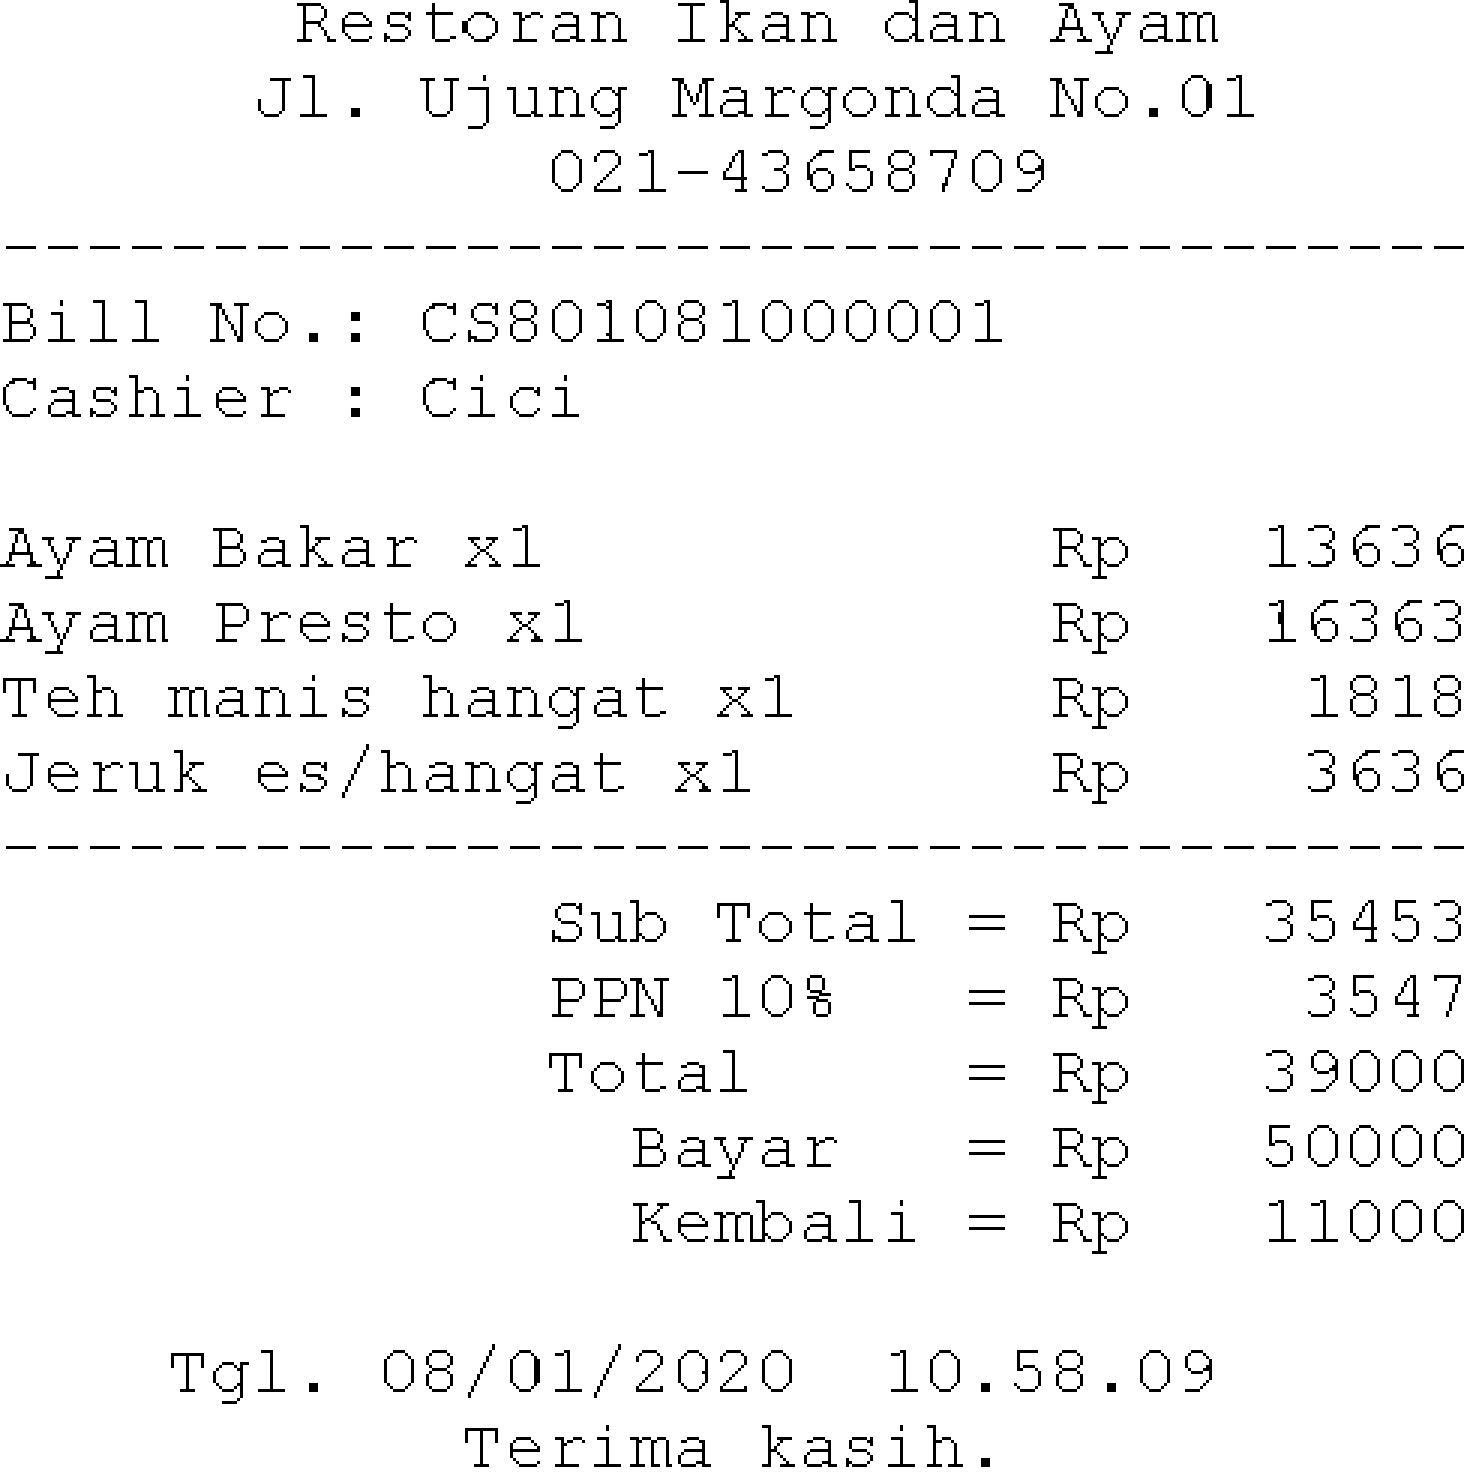 Restoran Ikan dan Ayam
Jl. Ujung Margonda No.01
021-43658709
-----------------------------------
Bill No.: CS801081000001
Cashier : Cici
Ayam Bakar x1 Rp 13636
Ayam Presto x1 Rp 16363
Teh manis hangat x1 Rp 1818
Jeruk es/hangat x1 Rp 3636
-----------------------------------
Sub Total = Rp 35453
PPN 10% = Rp 3547
Total = Rp 39000
Bayar = Rp 50000
Kembali = Rp 11000
Tgl. 08/01/2020 10.58.09
Terima kasih.